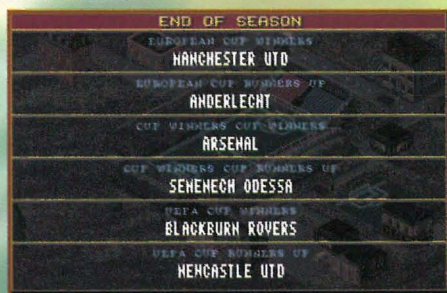 END OF SEASON
EUROPEAN CUP WINNERS
MANCHESTER UTD
EUROPEAN CUP RUNNERS UP
ANDERLECHT
CUP WINNERS CUP WINNERS
ARSENAL
CUP WINNERS CUP RUNNERS UP
SEHENECH ODESSA
UEFA CUP WINNERS
BLACKBURN ROVERS
UEFA CUP RUNNERS UP
NEWCASTLE UTD